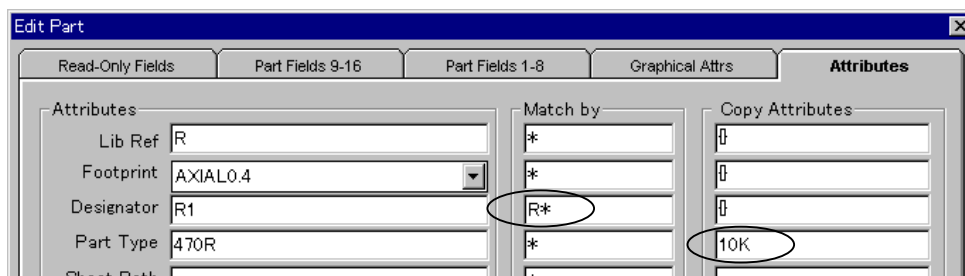 Edit Part
Read-Only Fields Part Fields 9-16 Part Fields 1-8 Graphical Attrs Attributes
Attributes Match by Copy Attributes
Lib Ref R * {}
Footprint AXIAL0.4 * {}
Designator R1 R* {}
Part Type 470R * 10K